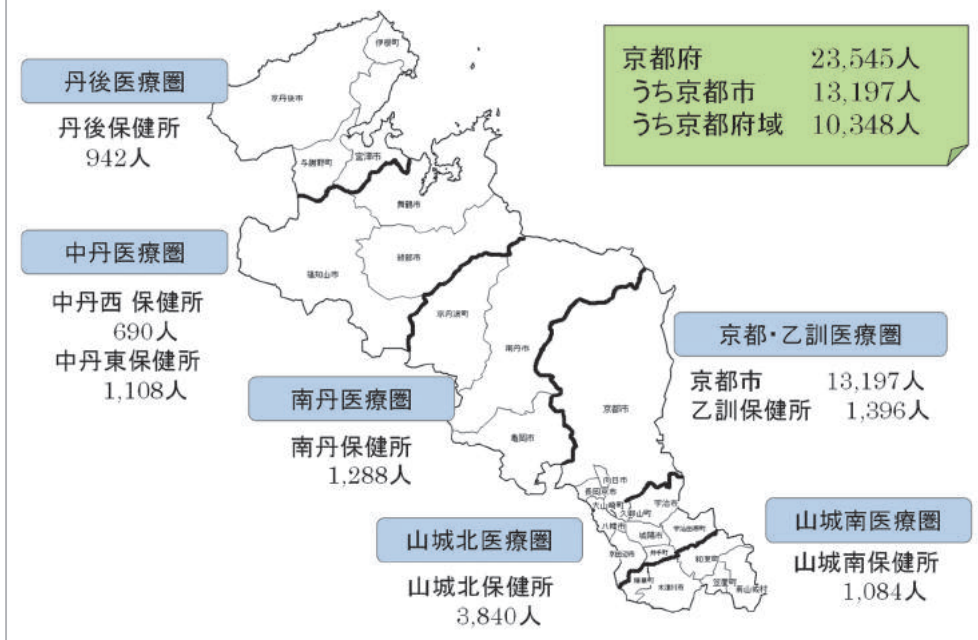 京都府 23,545人
うち京都市 13,197人
うち京都府域 10,348人
丹後医療圏
丹後保健所
942人
中丹医療圏
中丹西 保健所
690人
中丹東保健所
1,108人
南丹医療圏
南丹保健所
1,288人
山城北医療圏
山城北保健所
3,840人
京都・乙訓医療圏
京都市 13,197人
乙訓保健所 1,396人
山城南医療圏
山城南保健所
1,084人
伊根町
京丹後市
宮津市
与謝野町
舞鶴市
綾部市
福知山市
京丹波町
南丹市
京都市
亀岡市
向日市
長岡京市
大山崎町
宇治市
久御山町
八幡市
城陽市
宇治田原町
京田辺市
井手町
和束町
精華町
木津川市
笠置町
南山城村